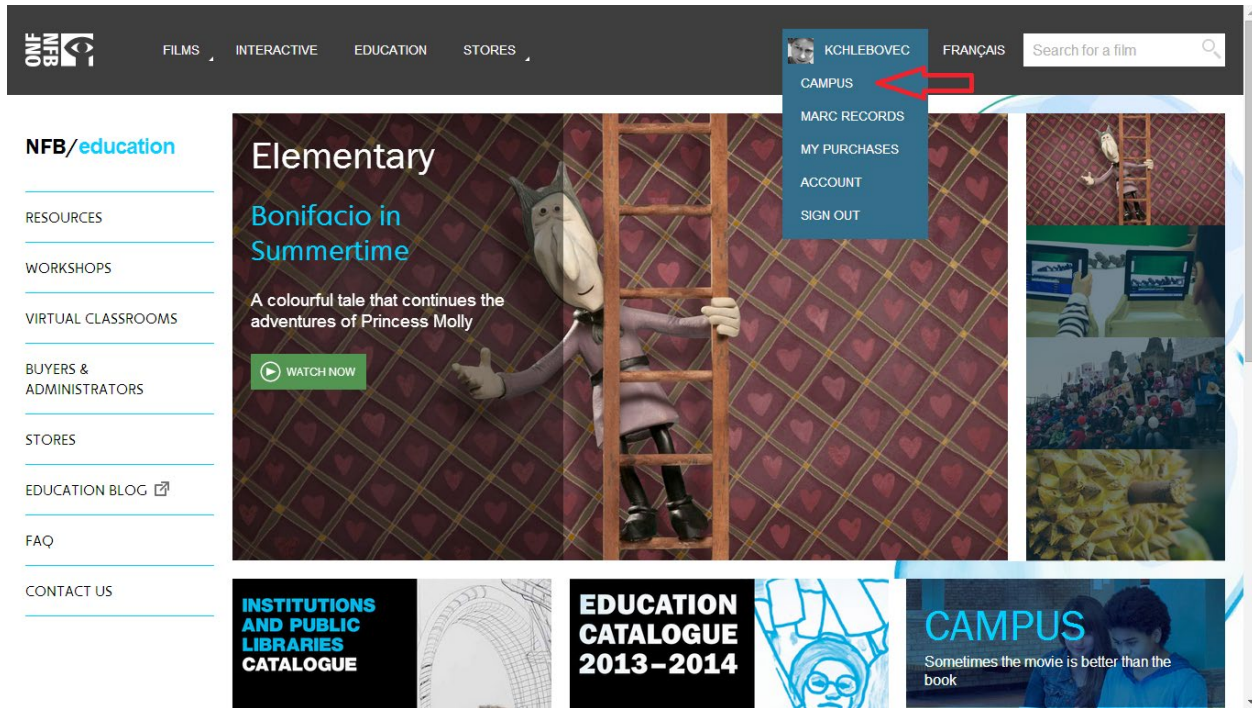 NFB
ONF
FILMS
INTERACTIVE
EDUCATION
STORES
KCHLEBOVEC
FRANÇAIS
Search for a film
CAMPUS
MARC RECORDS
MY PURCHASES
ACCOUNT
SIGN OUT
NFB/education
RESOURCES
WORKSHOPS
VIRTUAL CLASSROOMS
BUYERS &
ADMINISTRATORS
STORES
EDUCATION BLOG
FAQ
CONTACT US
Elementary
Bonifacio in
Summertime
A colourful tale that continues the
adventures of Princess Molly
WATCH NOW
INSTITUTIONS
AND PUBLIC
LIBRARIES
CATALOGUE
EDUCATION
CATALOGUE
2013–2014
CAMPUS
Sometimes the movie is better than the
book